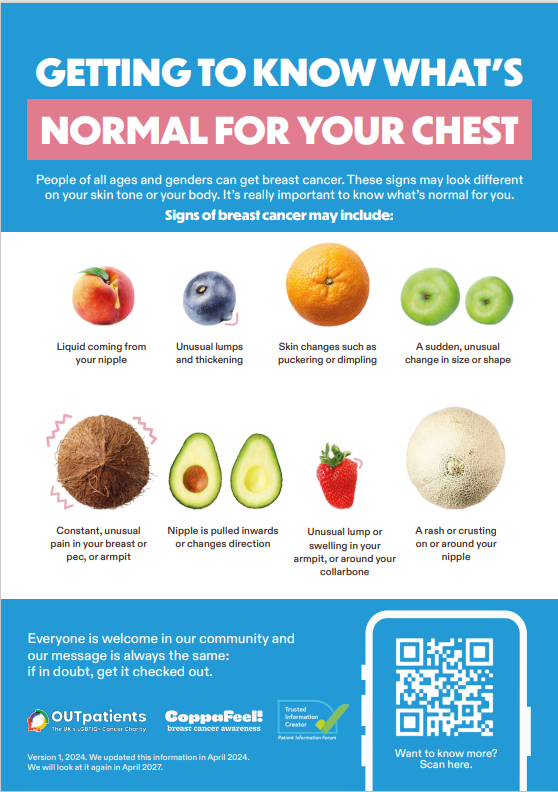 GETTING TO KNOW WHAT'S
NORMAL FOR YOUR CHEST
People of all ages and genders can get breast cancer. These signs may look different
on your skin tone or your body. It's really important to know what's normal for you.
Signs of breast cancer may include:
Liquid coming from
your nipple
Unusual lumps
and thickening
Skin changes such as
puckering or dimpling
A sudden, unusual
change in size or shape
Constant, unusual
pain in your breast or
pec, or armpit
Nipple is pulled inwards
or changes direction
Unusual lump or
swelling in your
armpit, or around your
collarbone
A rash or crusting
on or around your
nipple
Everyone is welcome in our community and
our message is always the same:
if in doubt, get it checked out.
OUTpatients
The UK's LGBTIQ+ Cancer Charity
CoppaFeel!
breast cancer awareness
Trusted
Information
Creator
Patient Information Forum
Want to know more?
Scan here.
Version 1, 2024. We updated this information in April 2024.
We will look at it again in April 2027.